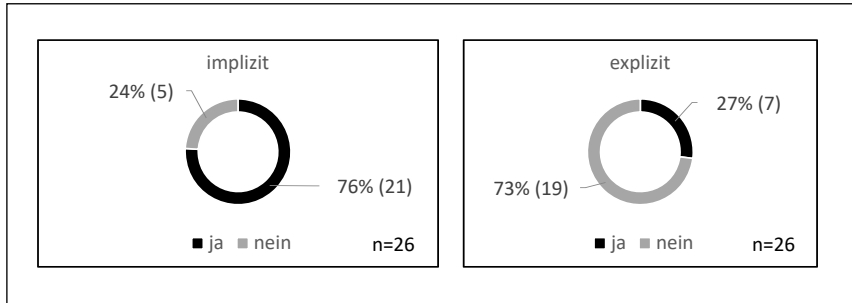 implizit
24% (5)
76% (21)
ja nein
n=26
explizit
27% (7)
73% (19)
ja nein
n=26